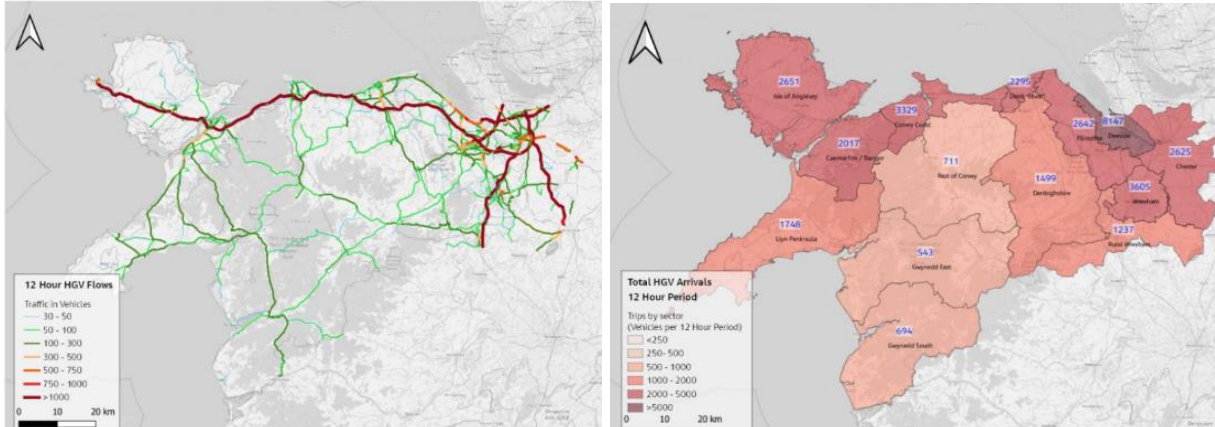 12 Hour HGV Flows
Traffic in Vehicles
30 - 50
50 - 100
100 - 300
300 - 500
500 - 750
750 - 1000
>1000
0 10 20 km
2651
Isle of Anglesey
3329
Conwy Coast
2295
2017
Caernarfon / Bangor
2642
Flintshire
8147
Deeside
2625
Chester
711
Rest of Conwy
1499
Denbighshire
3605
Wrexham
1748
Llyn Peninsula
1237
Rural Wrexham
543
Gwynedd East
694
Gwynedd South
Total HGV Arrivals
12 Hour Period
Trips by sector
(Vehicles per 12 Hour Period)
<250
250- 500
500 - 1000
1000 - 2000
2000 - 5000
>5000
0 10 20 km